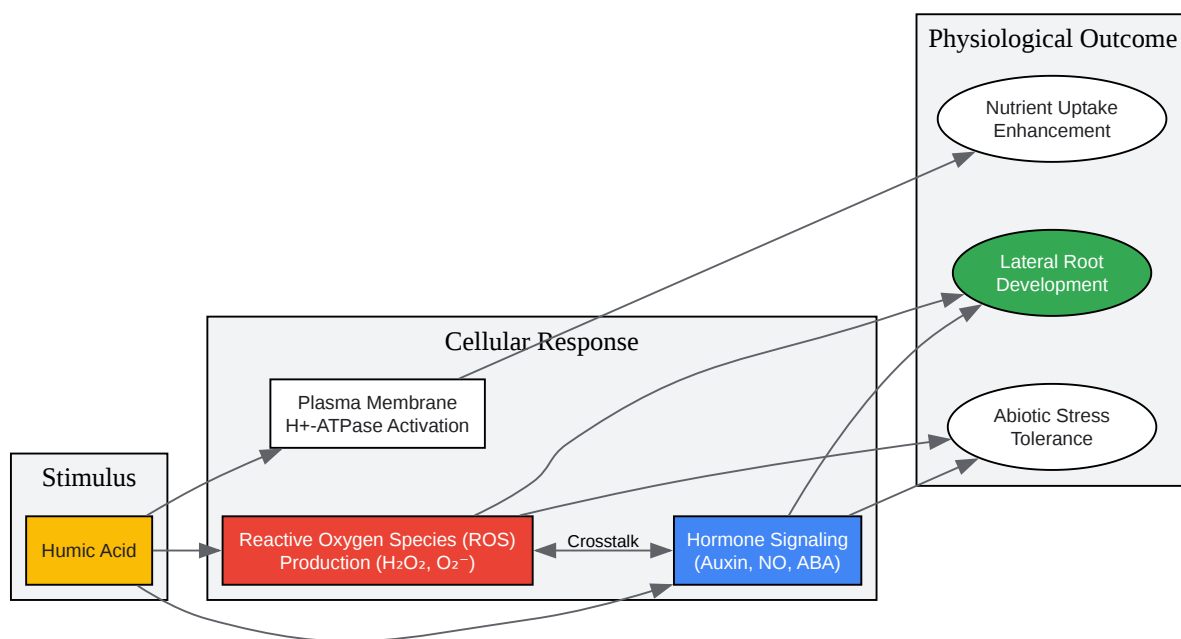 Physiological Outcome
Nutrient Uptake
Enhancement
Lateral Root
Development
Abiotic Stress
Tolerance
Cellular Response
Plasma Membrane
H+-ATPase Activation
Reactive Oxygen Species (ROS)
Production (H₂O₂, O₂⁻)
Crosstalk
Hormone Signaling
(Auxin, NO, ABA)
Stimulus
Humic Acid